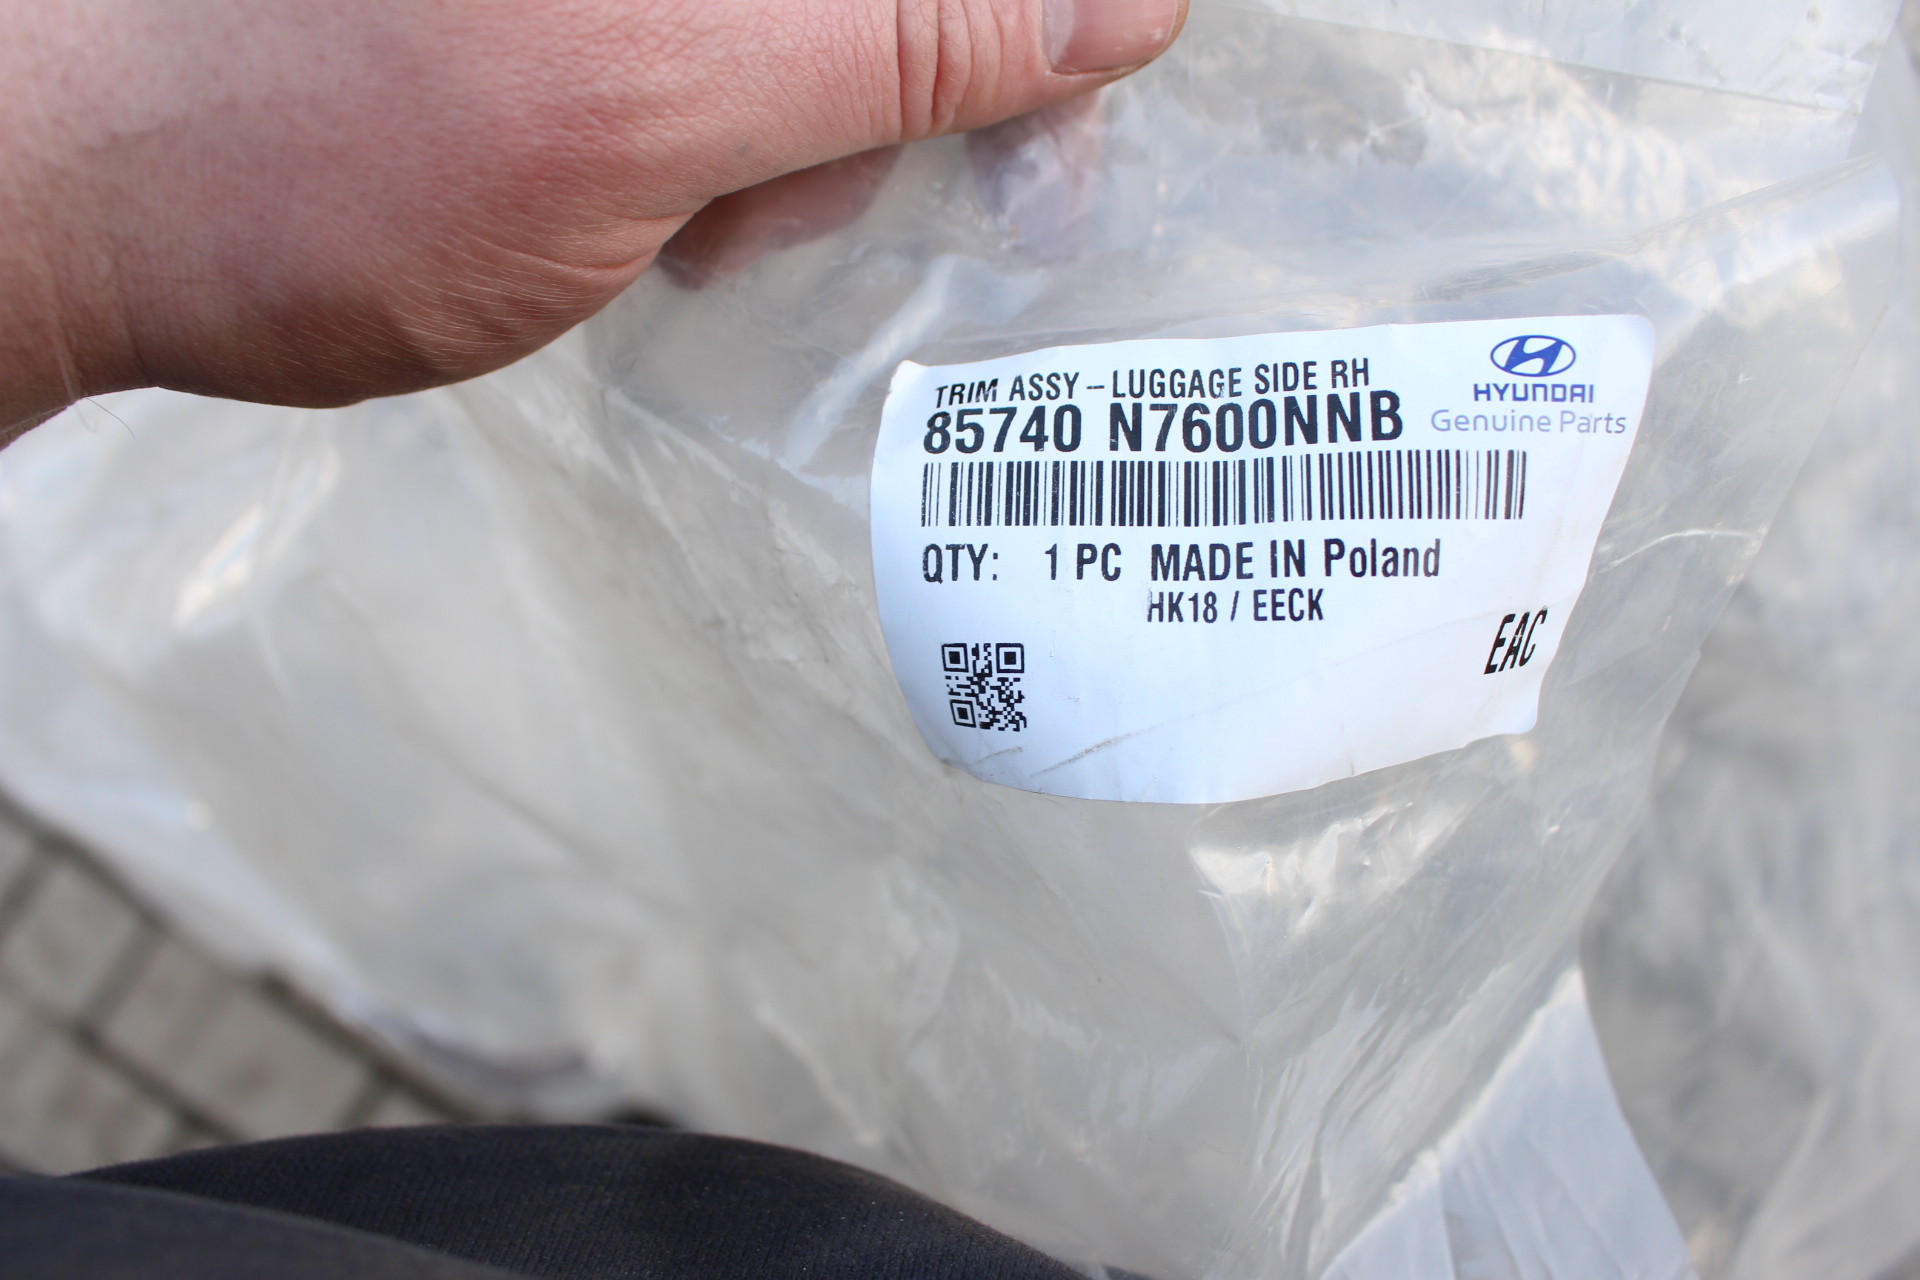 TRIM ASSY - LUGGAGE SIDE RH
85740 N7600NNB
HYUNDAI
Genuine Parts
QTY: 1 PC MADE IN Poland
HK18 / EECK
EAC